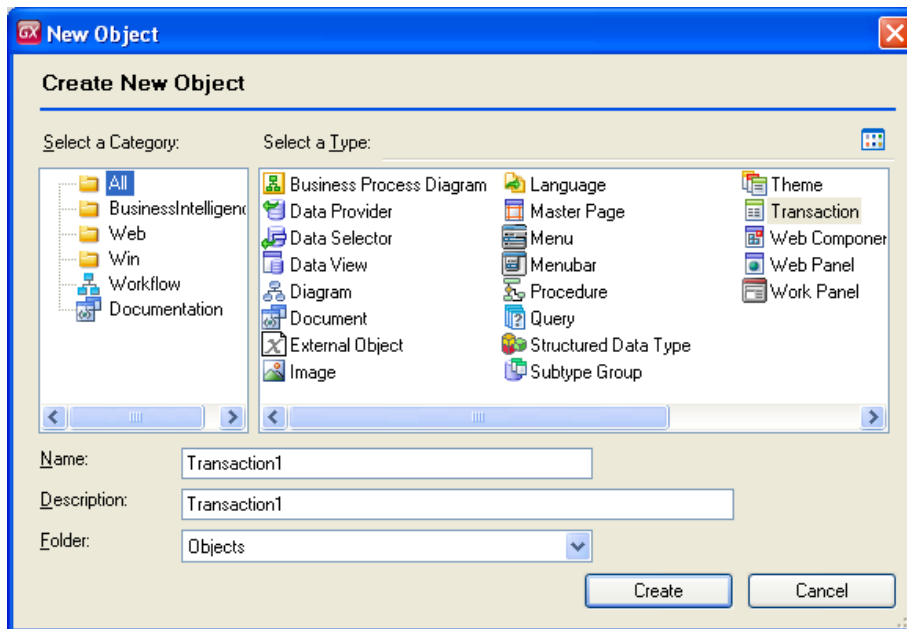 GX New Object
Create New Object
Select a Category:
Select a Type:
All
BusinessIntelligenc
Web
Win
Workflow
Documentation
Business Process Diagram
Data Provider
Data Selector
Data View
Diagram
Document
External Object
Image
Language
Master Page
Menu
Menubar
Procedure
Query
Structured Data Type
Subtype Group
Theme
Transaction
Web Componer
Web Panel
Work Panel
Name:
Transaction1
Description:
Transaction1
Folder:
Objects
Create
Cancel